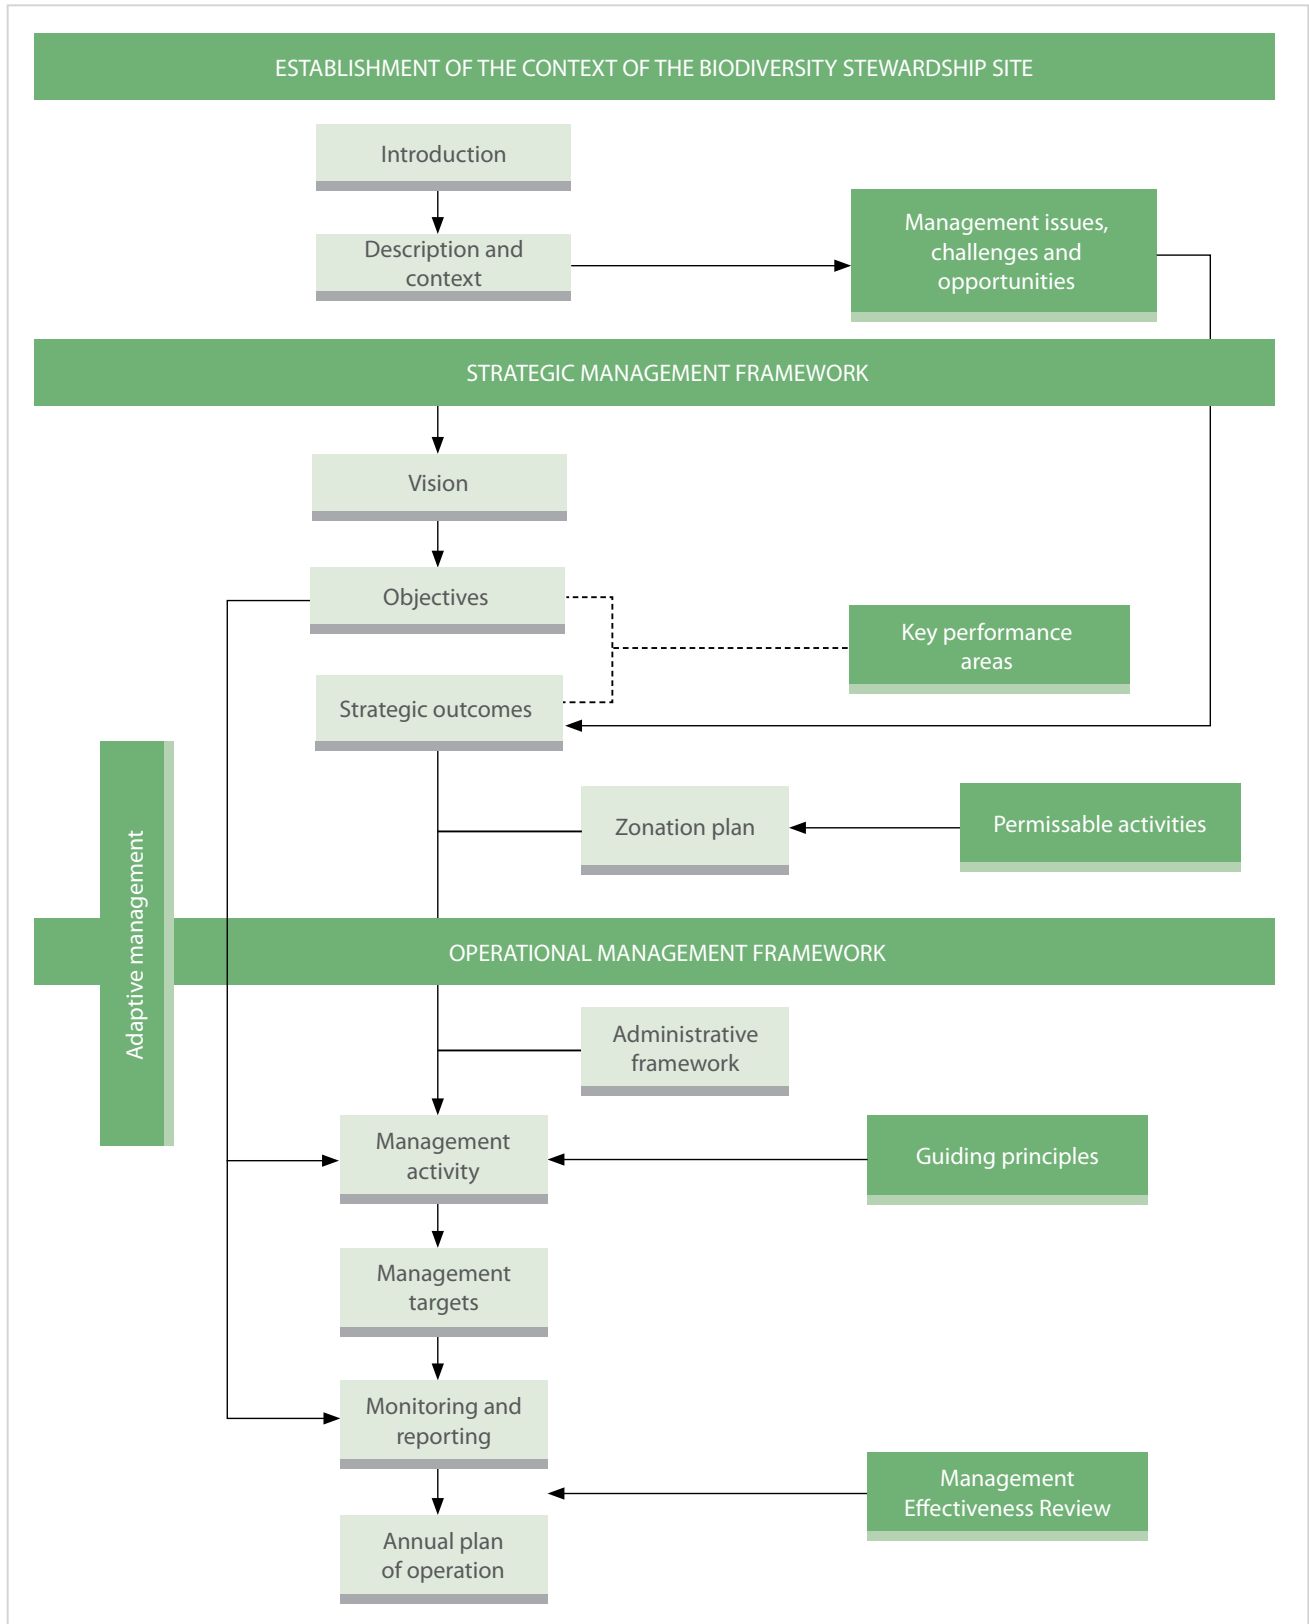 ESTABLISHMENT OF THE CONTEXT OF THE BIODIVERSITY STEWARDSHIP SITE
Introduction
Description and
context
Management issues,
challenges and
opportunities
STRATEGIC MANAGEMENT FRAMEWORK
Vision
Objectives
Key performance
areas
Strategic outcomes
Zonation plan
Permissable activities
Adaptive management
OPERATIONAL MANAGEMENT FRAMEWORK
Administrative
framework
Management
activity
Guiding principles
Management
targets
Monitoring and
reporting
Management
Effectiveness Review
Annual plan
of operation